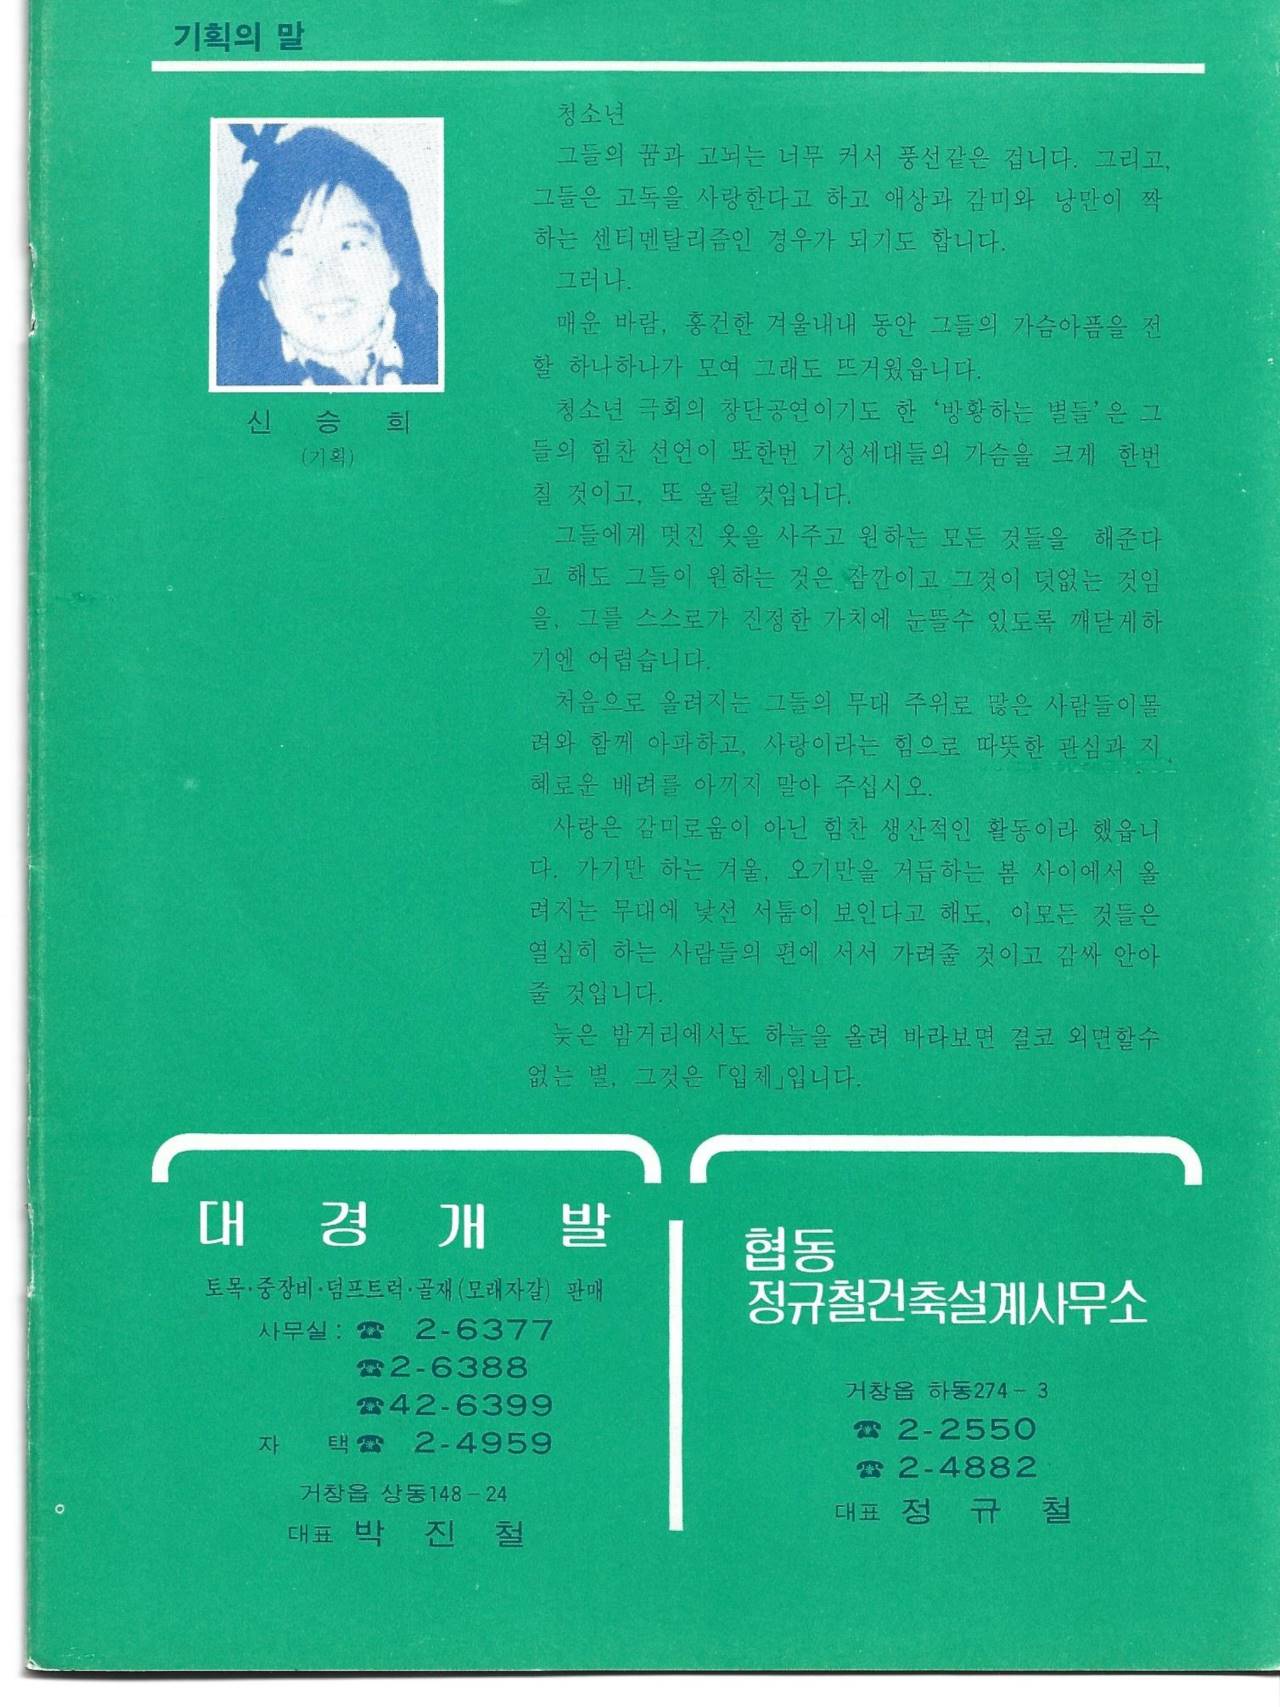 기획의 말
신 승 희
(기획)
청소년
그들의 꿈과 고뇌는 너무 커서 풍선같은 겁니다. 그리고,
그들은 고독을 사랑한다고 하고 애상과 감미와 낭만이 짝
하는 센티멘탈리즘인 경우가 되기도 합니다.
그러나.
매운 바람, 홍건한 겨울내내 동안 그들의 가슴아픔을 전
할 하나하나가 모여 그래도 뜨거웠읍니다.
청소년 극회의 창단공연이기도 한 ‘방황하는 별들’은 그
들의 힘찬 선언이 또한번 기성세대들의 가슴을 크게 한번
칠 것이고, 또 울릴 것입니다.
그들에게 멋진 옷을 사주고 원하는 모든 것들을 해준다
고 해도 그들이 원하는 것은 잠깐이고 그것이 덧없는 것임
을, 그를 스스로가 진정한 가치에 눈뜰수 있도록 깨닫게하
기엔 어렵습니다.
처음으로 올려지는 그들의 무대 주위로 많은 사람들이몰
려와 함께 아파하고, 사랑이라는 힘으로 따뜻한 관심과 지
혜로운 배려를 아끼지 말아 주십시오.
사랑은 감미로움이 아닌 힘찬 생산적인 활동이라 했읍니
다. 가기만 하는 겨울, 오기만을 거듭하는 봄 사이에서 올
려지는 무대에 낯선 서툼이 보인다고 해도, 이모든 것들은
열심히 하는 사람들의 편에 서서 가려줄 것이고 감싸 안아
줄 것입니다.
늦은 밤거리에서도 하늘을 올려 바라보면 결코 외면할수
없는 별, 그것은 「입체」입니다.
대 경 개 발
토목·중장비·덤프트럭·골재(모래자갈) 판매
사무실 : ☎ 2-6377
☎2-6388
☎42-6399
자 택☎ 2-4959
거창읍 상동148-24
대표 박 진 철
협동
정규철건축설계사무소
거창읍 하동274- 3
☎ 2-2550
☎ 2-4882
대표 정 규 철